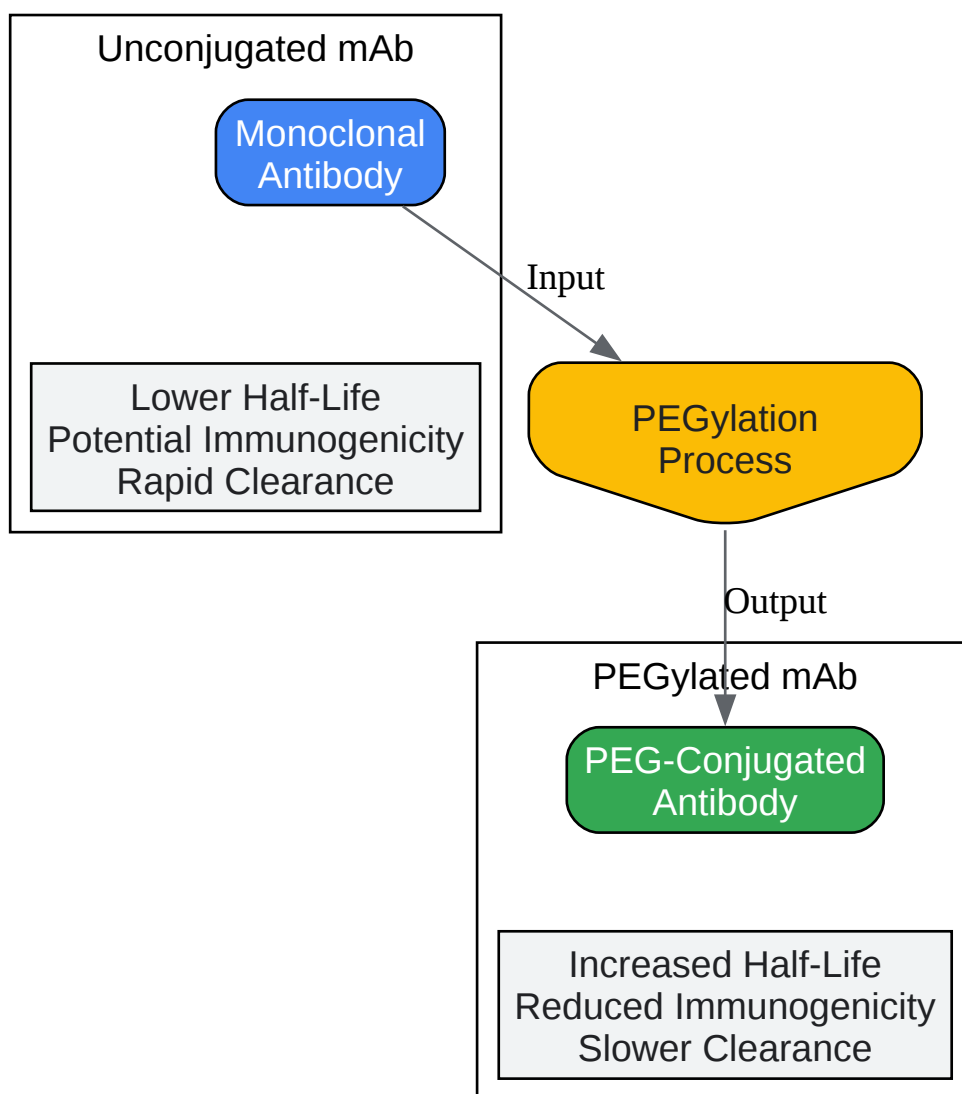 Unconjugated mAb
Monoclonal
Antibody
Input
Lower Half-Life
Potential Immunogenicity
Rapid Clearance
PEGylation
Process
Output
PEGylated mAb
PEG-Conjugated
Antibody
Increased Half-Life
Reduced Immunogenicity
Slower Clearance